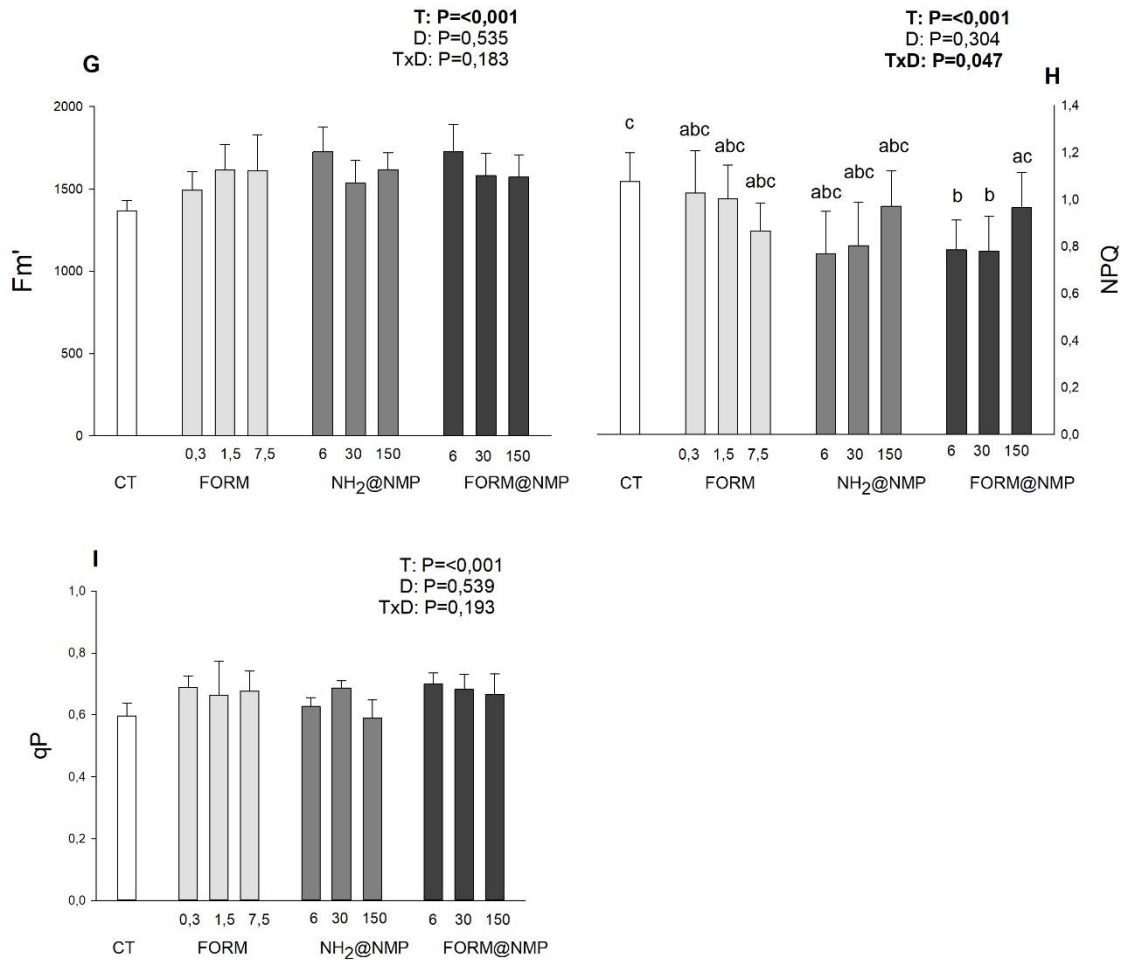 T: P=<0,001
D: P=0,535
TxD: P=0,183
G
Fm'
2000
1500
1000
500
0
0,3 1,5 7,5 6 30 150 6 30 150
CT FORM NH2@NMP FORM@NMP
T: P=<0,001
D: P=0,304
TxD: P=0,047
H
c abc abc abc abc abc abc b b ac
1,4
1,2
1,0
0,8
0,6
0,4
0,2
0,0
NPQ
0,3 1,5 7,5 6 30 150 6 30 150
CT FORM NH2@NMP FORM@NMP
I
T: P=<0,001
D: P=0,539
TxD: P=0,193
qP
1,0
0,8
0,6
0,4
0,2
0,0
0,3 1,5 7,5 6 30 150 6 30 150
CT FORM NH2@NMP FORM@NMP